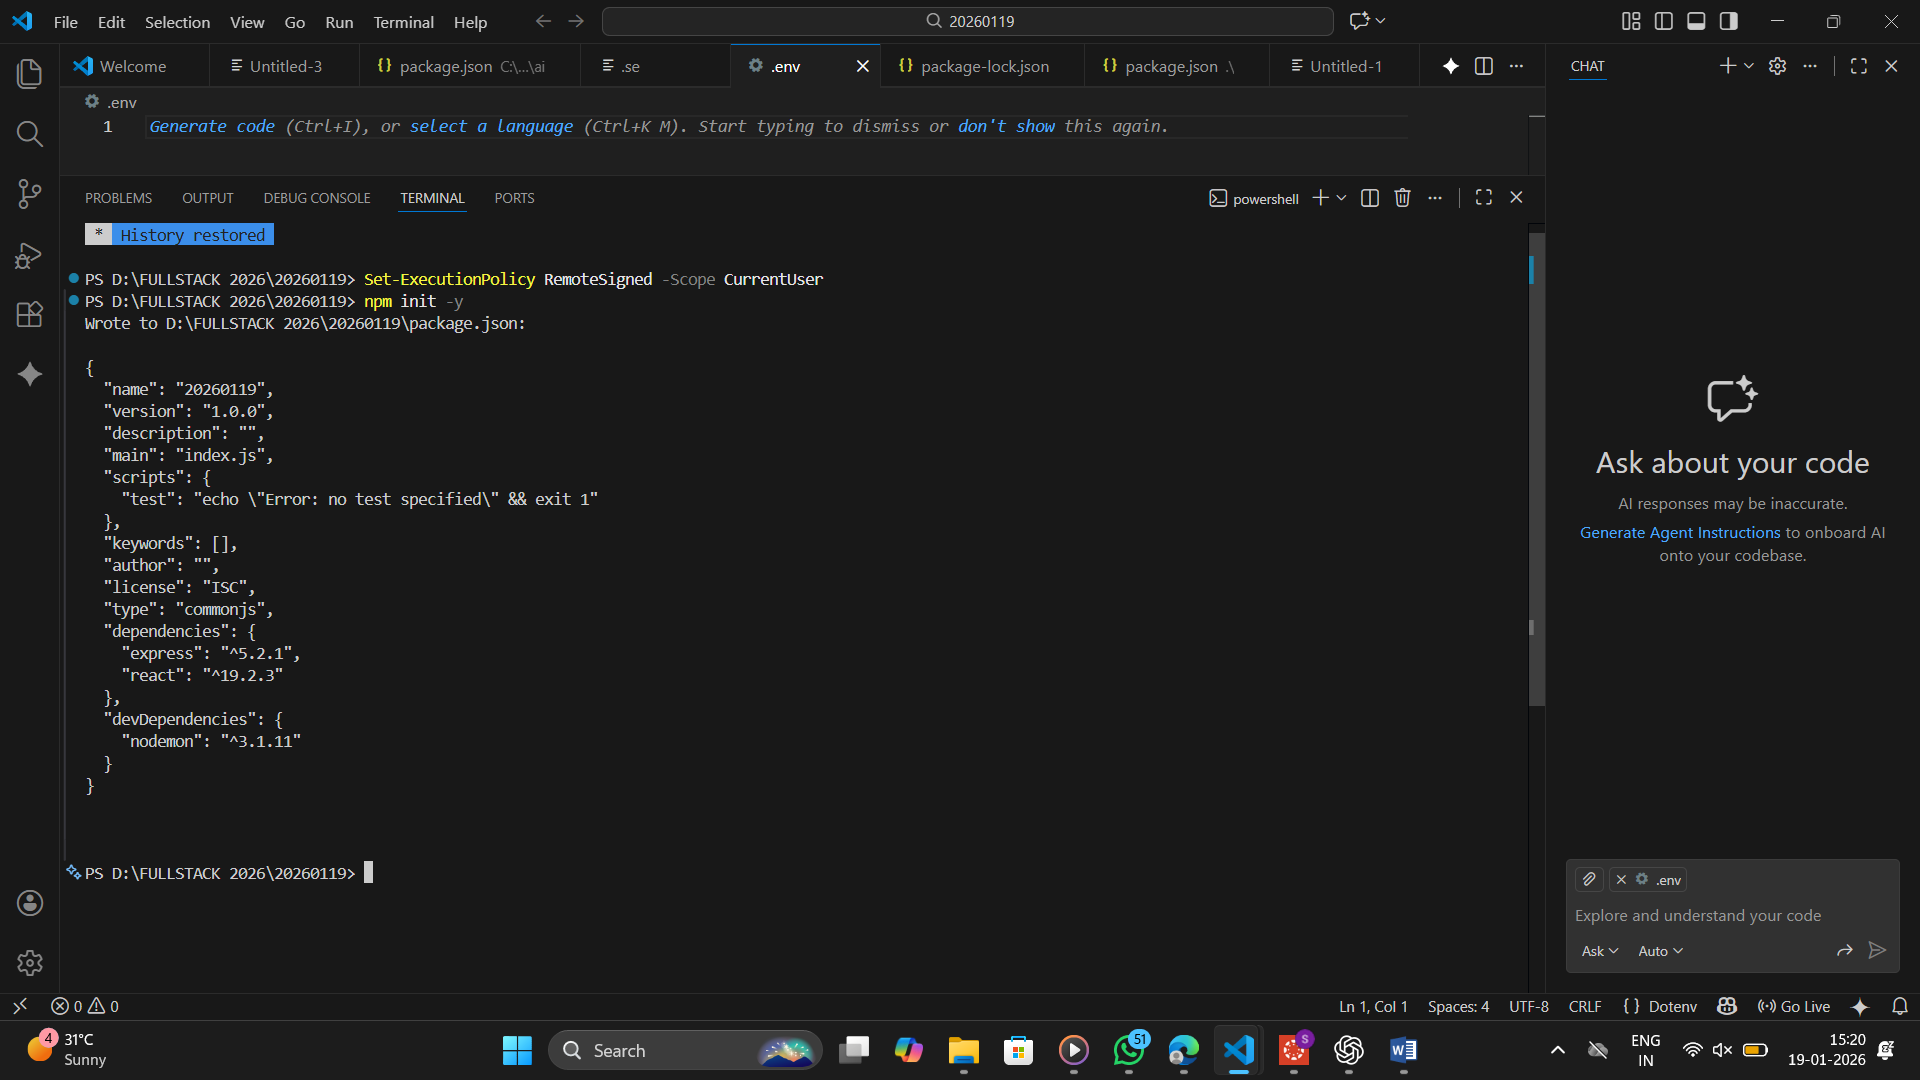 File Edit Selection View Go Run Terminal Help
20260119
Welcome
Untitled-3
package.json C:\...\ai
.se
.env
package-lock.json
package.json .\
Untitled-1
CHAT
.env
1 Generate code (Ctrl+I), or select a language (Ctrl+K M). Start typing to dismiss or don't show this again.
PROBLEMS OUTPUT DEBUG CONSOLE TERMINAL PORTS
powershell
* History restored
PS D:\FULLSTACK 2026\20260119> Set-ExecutionPolicy RemoteSigned -Scope CurrentUser
PS D:\FULLSTACK 2026\20260119> npm init -y
Wrote to D:\FULLSTACK 2026\20260119\package.json:
{
"name": "20260119",
"version": "1.0.0",
"description": "",
"main": "index.js",
"scripts": {
"test": "echo \"Error: no test specified\" && exit 1"
},
"keywords": [],
"author": "",
"license": "ISC",
"type": "commonjs",
"dependencies": {
"express": "^5.2.1",
"react": "^19.2.3"
},
"devDependencies": {
"nodemon": "^3.1.11"
}
}
PS D:\FULLSTACK 2026\20260119>
Ask about your code
AI responses may be inaccurate.
Generate Agent Instructions to onboard AI
onto your codebase.
.env
Explore and understand your code
Ask Auto
0 0
Ln 1, Col 1 Spaces: 4 UTF-8 CRLF { } Dotenv Go Live
4 31°C
Sunny
Search
51
S
W
ENG
IN
15:20
19-01-2026